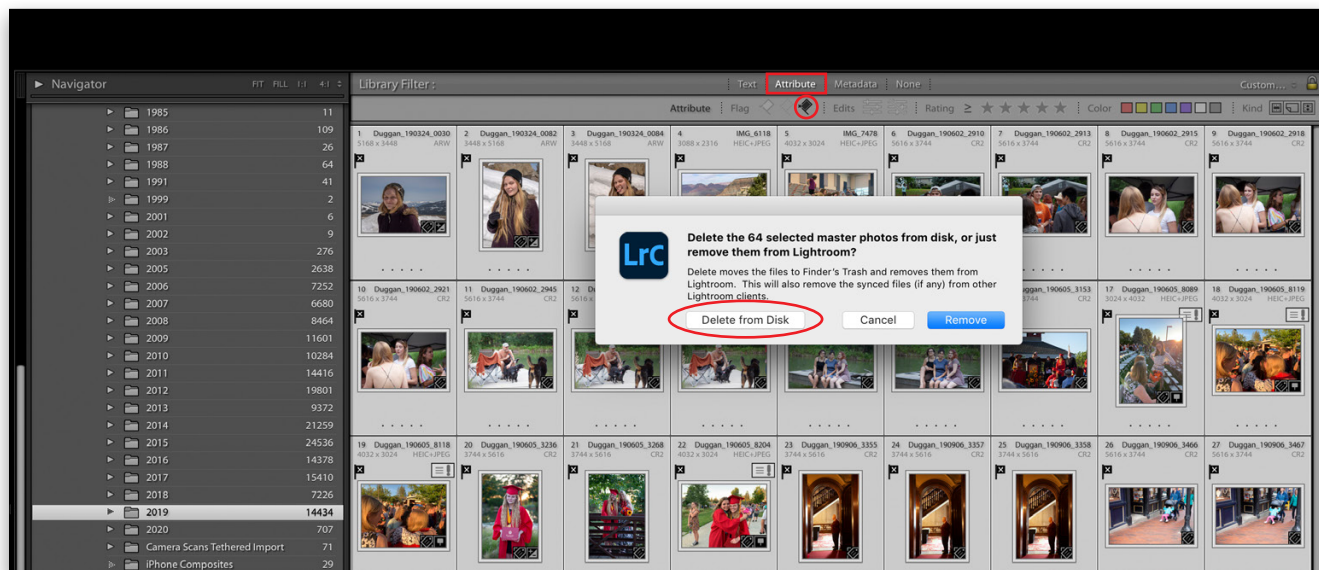 Navigator FIT FILL 1:1 4:1
Library Filter : Text Attribute Metadata None Custom...
Attribute Flag Edits Rating ≥ ★ ★ ★ ★ ★ Color Kind
1985 11
1986 109
1987 26
1988 64
1991 41
1999 2
2001 6
2002 9
2003 276
2005 2638
2006 7252
2007 6680
2008 8464
2009 11601
2010 10284
2011 14416
2012 19801
2013 9372
2014 21259
2015 24536
2016 14378
2017 15410
2018 7226
2019 14434
2020 707
Camera Scans Tethered Import 71
iPhone Composites 29
1 Duggan_190324_0030
5168 x 3448 ARW
2 Duggan_190324_0082
3448 x 5168 ARW
3 Duggan_190324_0084
3448 x 5168 ARW
4 IMG_6118
3088 x 2316 HEIC+JPEG
5 IMG_7478
4032 x 3024 HEIC+JPEG
6 Duggan_190602_2910
5616 x 3744 CR2
7 Duggan_190602_2913
5616 x 3744 CR2
8 Duggan_190602_2915
5616 x 3744 CR2
9 Duggan_190602_2918
5616 x 3744 CR2
LrC
Delete the 64 selected master photos from disk, or just
remove them from Lightroom?
Delete moves the files to Finder's Trash and removes them from
Lightroom. This will also remove the synced files (if any) from other
Lightroom clients.
Delete from Disk Cancel Remove
10 Duggan_190602_2921
5616 x 3744 CR2
11 Duggan_190602_2945
5616 x 3744 CR2
12
5616 x 3744
3153
3744 CR2
17 Duggan_190605_8089
3024 x 4032 HEIC+JPEG
18 Duggan_190605_8119
4032 x 3024 HEIC+JPEG
19 Duggan_190605_8118
4032 x 3024 HEIC+JPEG
20 Duggan_190605_3236
3744 x 5616 CR2
21 Duggan_190605_3268
3744 x 5616 CR2
22 Duggan_190605_8204
4032 x 3024 HEIC+JPEG
23 Duggan_190906_3355
3744 x 5616 CR2
24 Duggan_190906_3357
3744 x 5616 CR2
25 Duggan_190906_3358
3744 x 5616 CR2
26 Duggan_190906_3466
5616 x 3744 CR2
27 Duggan_190906_3467
5616 x 3744 CR2